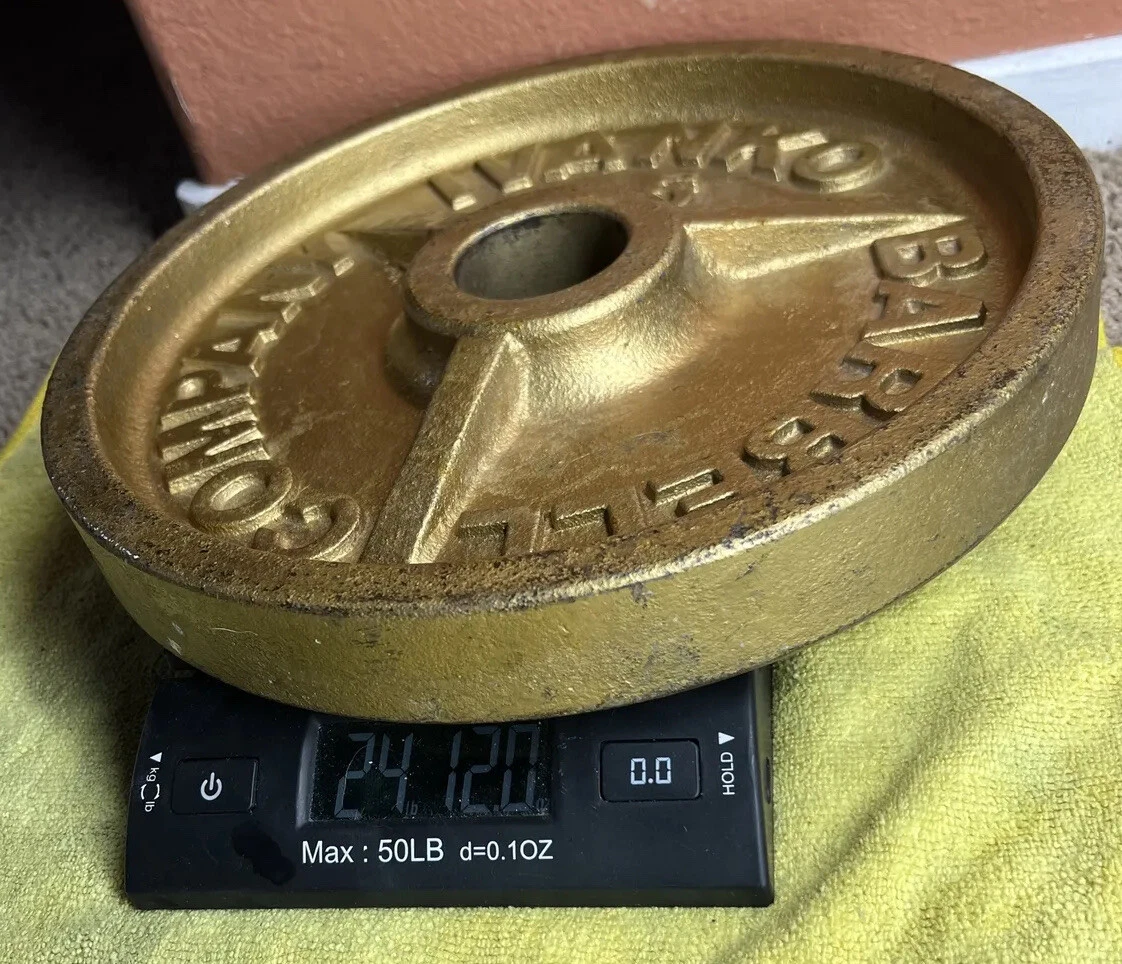 IVANKO
BARBELL
COMPANY
24 lb 12.0 oz
kg
lb
0.0
HOLD
Max : 50LB d=0.1OZ